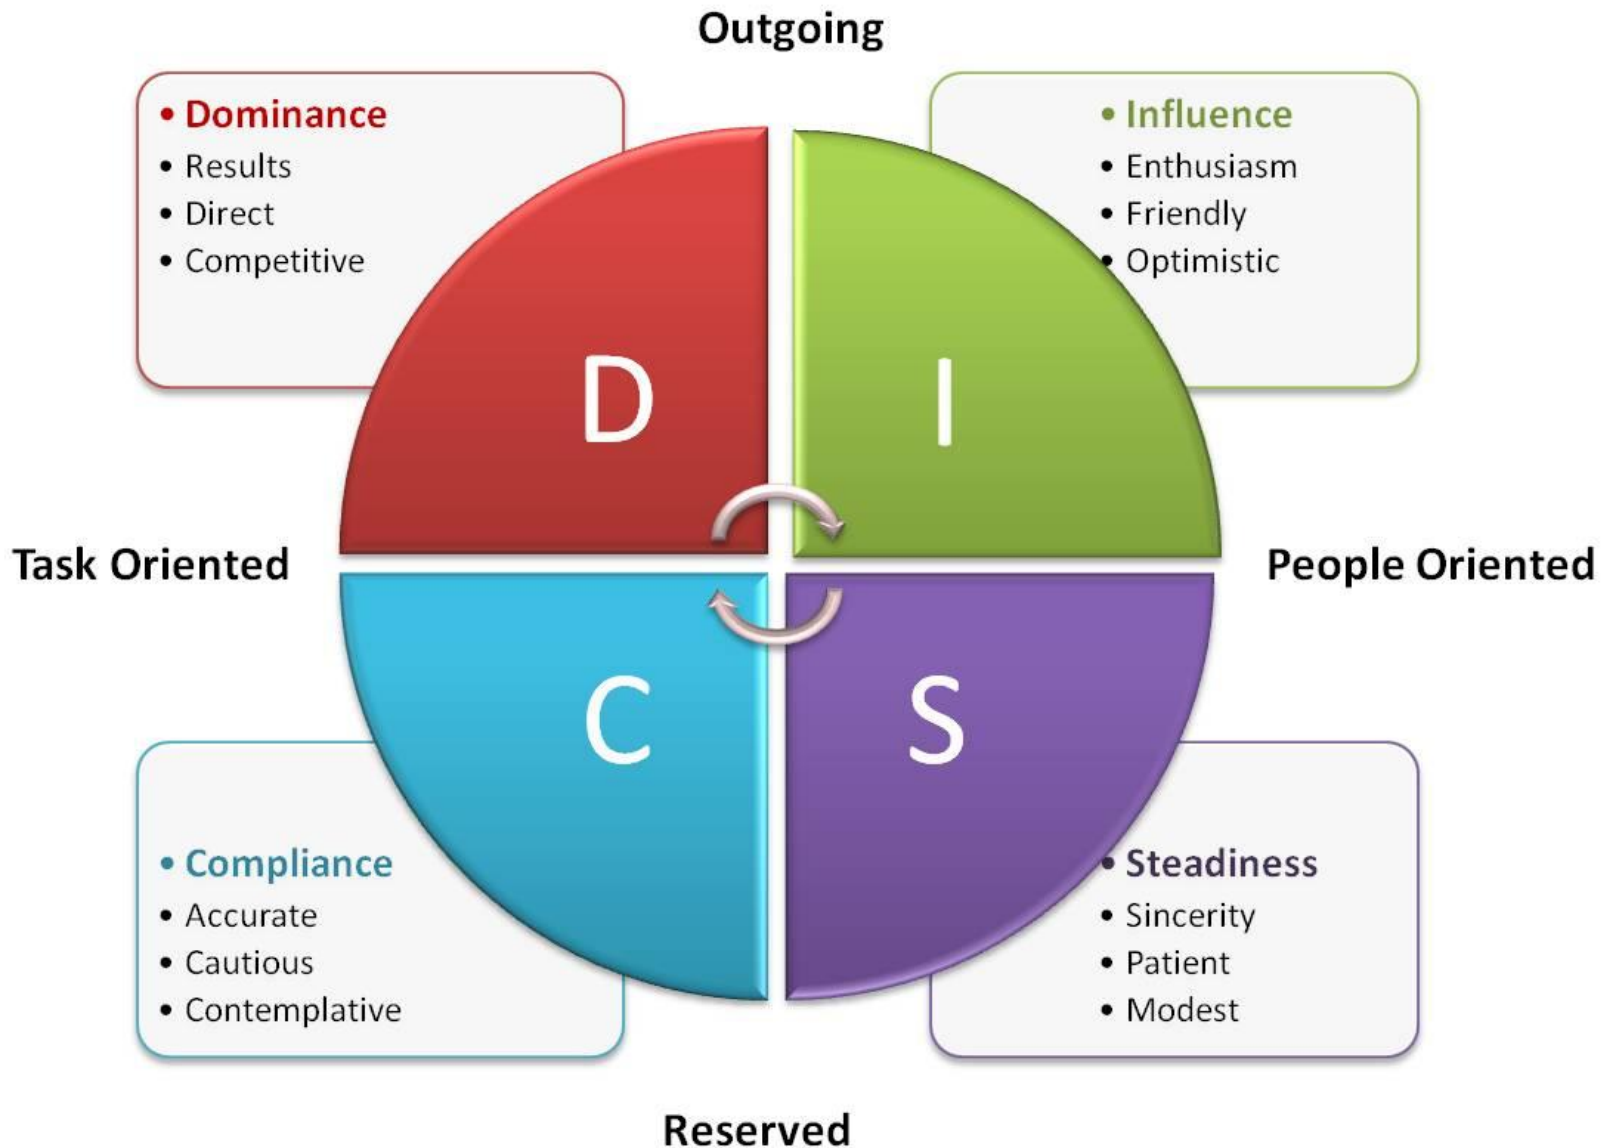 Outgoing
• Dominance
• Results
• Direct
• Competitive
• Influence
• Enthusiasm
• Friendly
• Optimistic
D
I
Task Oriented
People Oriented
C
S
• Compliance
• Accurate
• Cautious
• Contemplative
• Steadiness
• Sincerity
• Patient
• Modest
Reserved